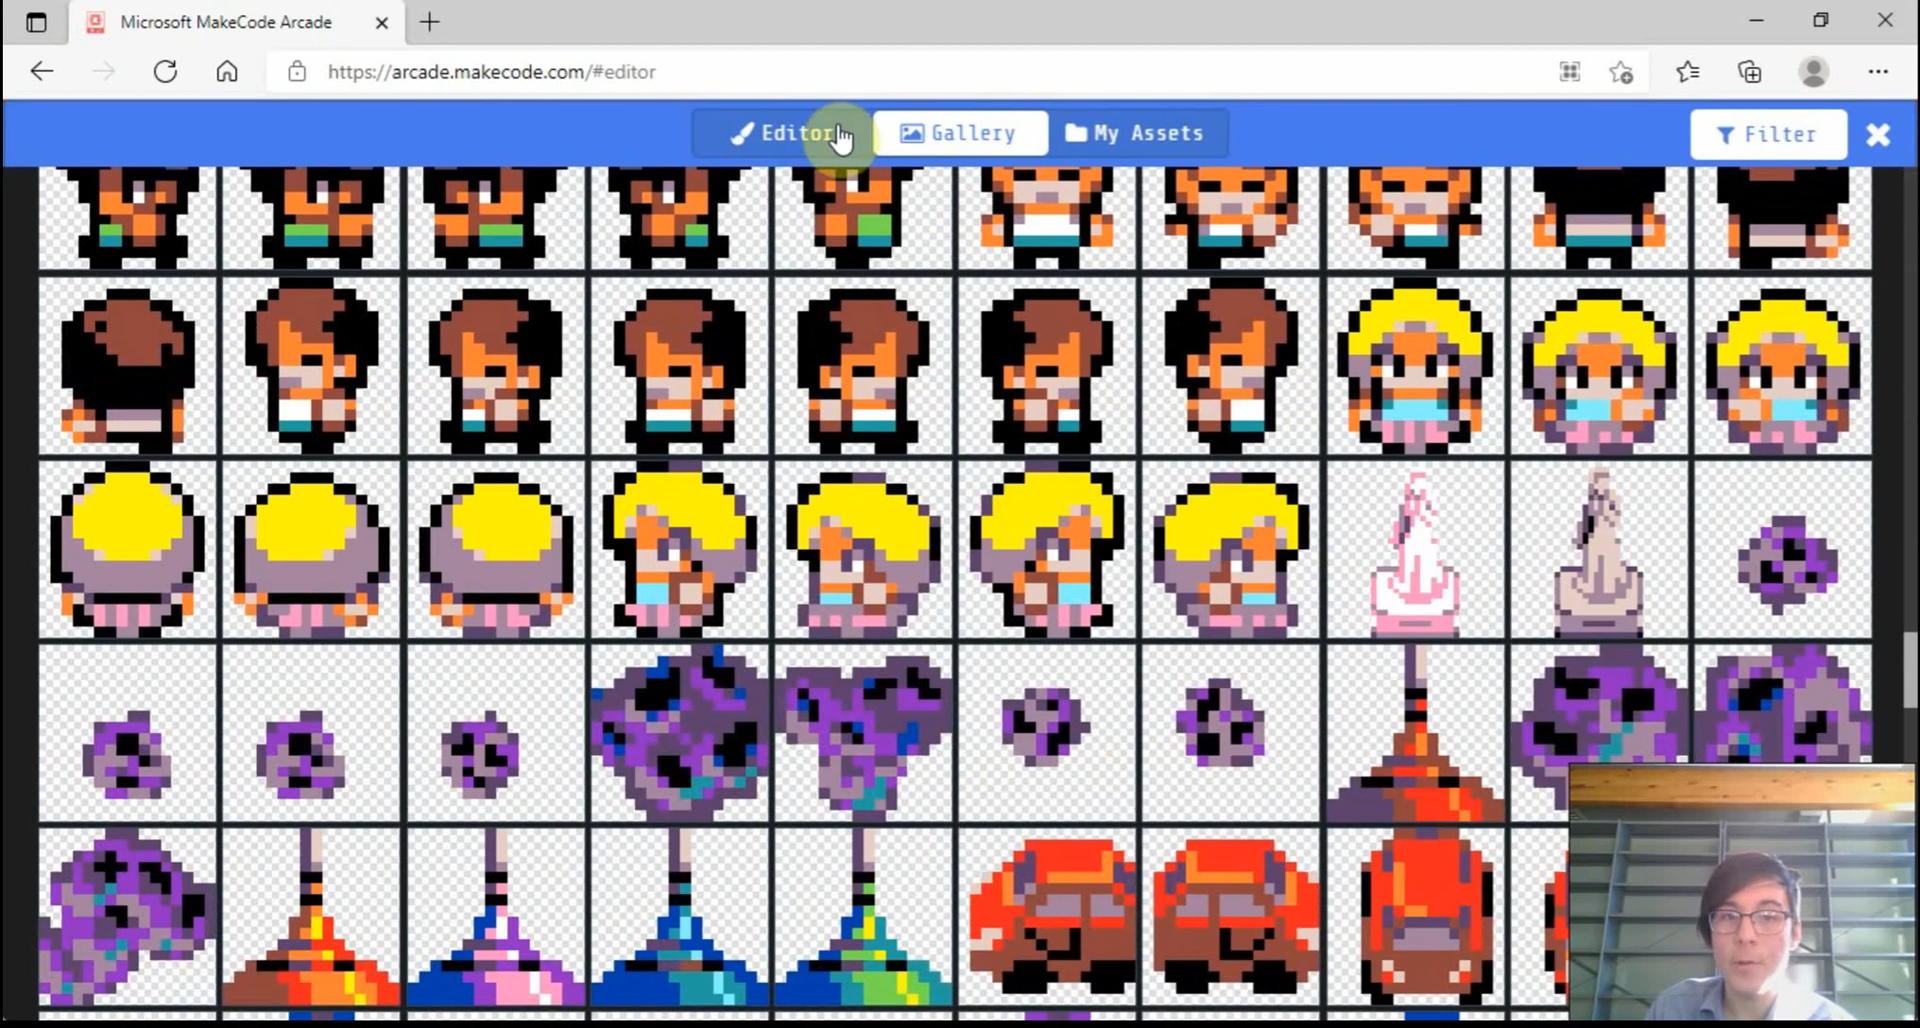 Microsoft MakeCode Arcade
https://arcade.makecode.com/#editor
Editor
Gallery
My Assets
Filter